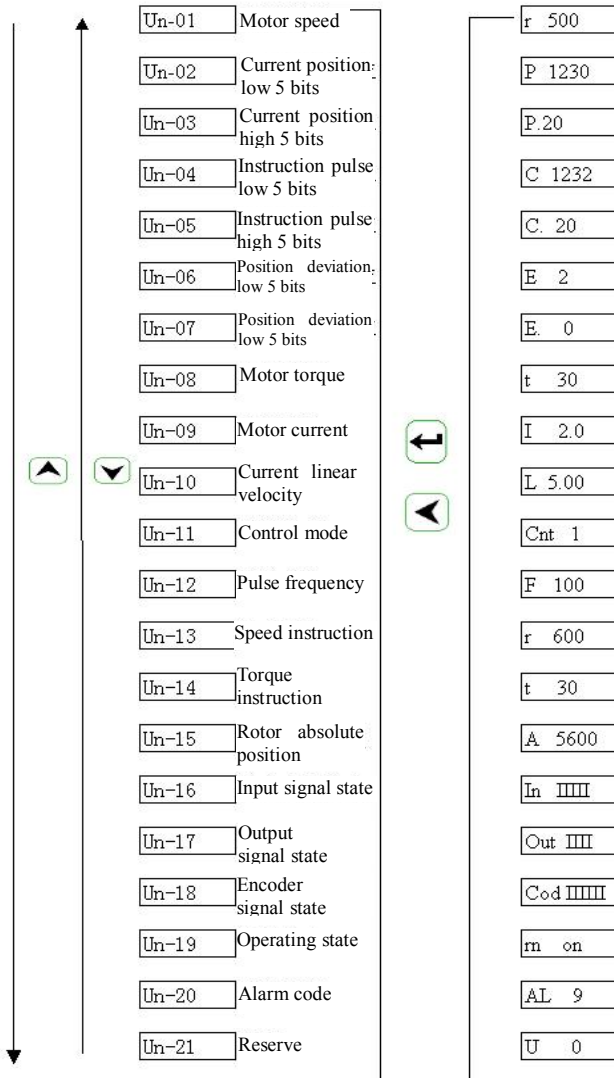 Un-01 Motor speed r 500
Un-02 Current position: P 1230
low 5 bits
Un-03 Current position P.20
high 5 bits
Un-04 Instruction pulse C 1232
low 5 bits
Un-05 Instruction pulse C. 20
high 5 bits
Un-06 Position deviation E 2
low 5 bits
Un-07 Position deviation E. 0
low 5 bits
Un-08 Motor torque t 30
Un-09 Motor current I 2.0
Un-10 Current linear L 5.00
velocity
Un-11 Control mode Cnt 1
Un-12 Pulse frequency F 100
Un-13 Speed instruction r 600
Un-14 Torque t 30
instruction
Un-15 Rotor absolute A 5600
position
Un-16 Input signal state In IIIII
Un-17 Output Out IIII
signal state
Un-18 Encoder Cod IIIIII
signal state
Un-19 Operating state rn on
Un-20 Alarm code AL 9
Un-21 Reserve U 0